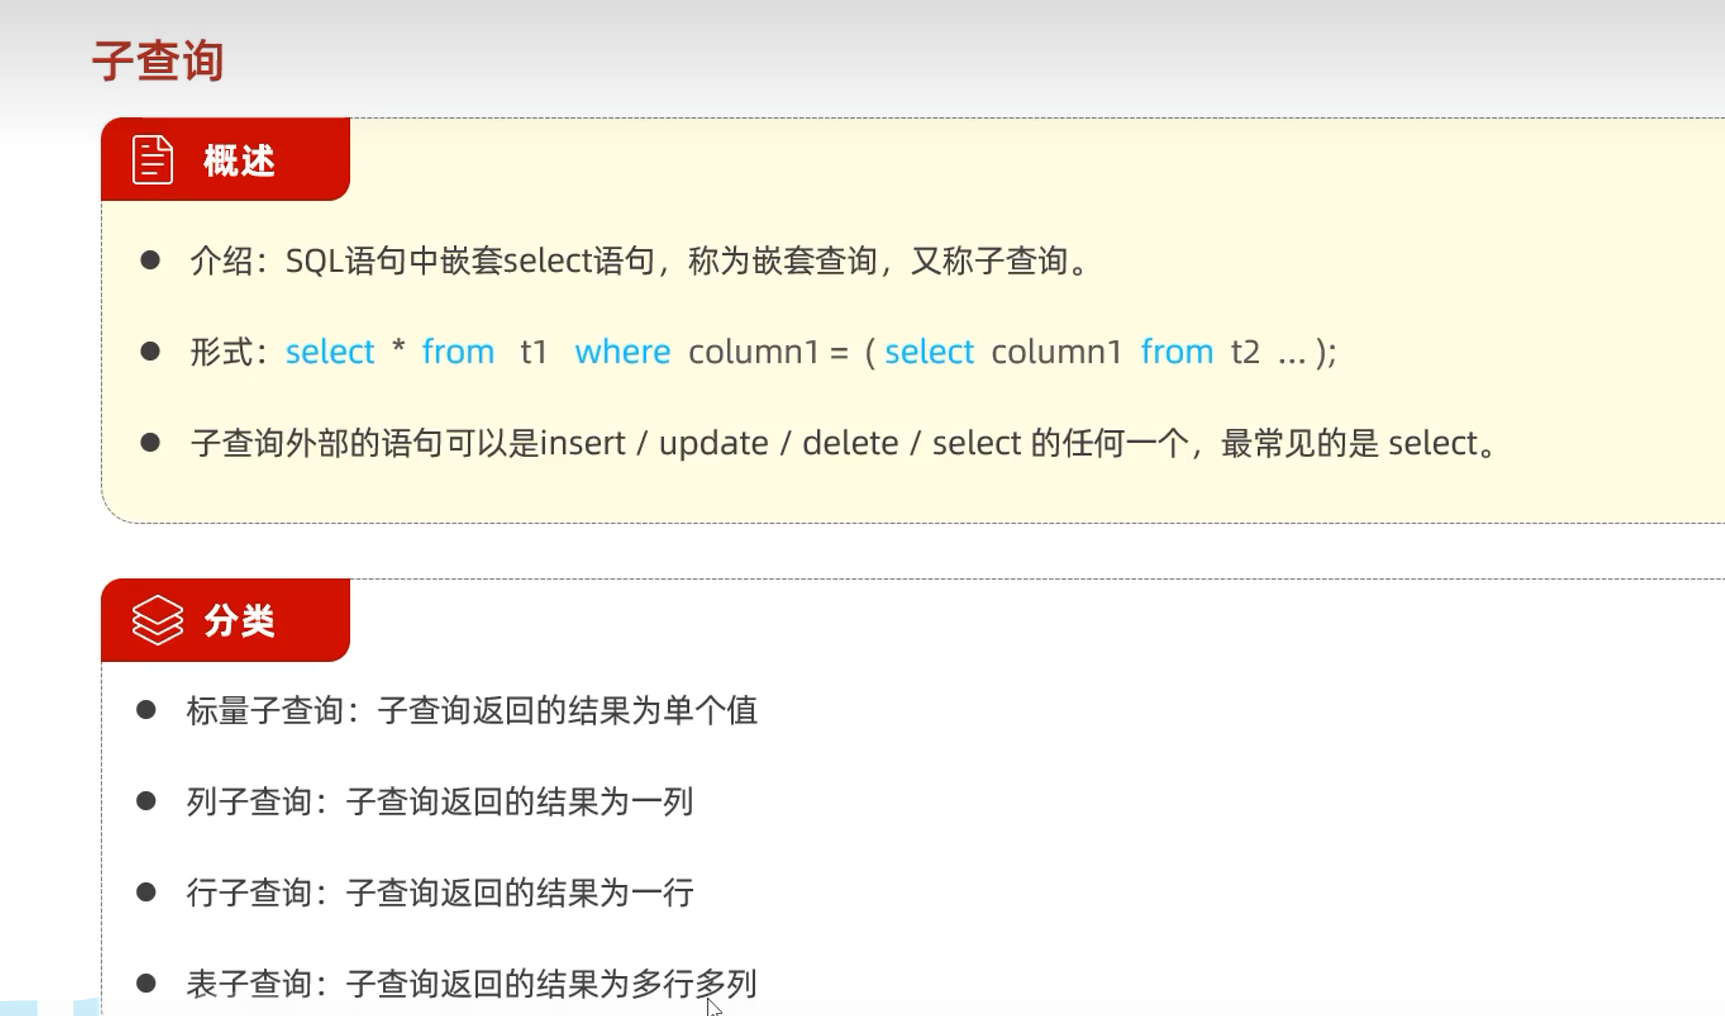 子查询
概述
介绍：SQL语句中嵌套select语句，称为嵌套查询，又称子查询。
形式：select * from t1 where column1 = ( select column1 from t2 … );
子查询外部的语句可以是insert / update / delete / select 的任何一个，最常见的是 select。
分类
标量子查询：子查询返回的结果为单个值
列子查询：子查询返回的结果为一列
行子查询：子查询返回的结果为一行
表子查询：子查询返回的结果为多行多列